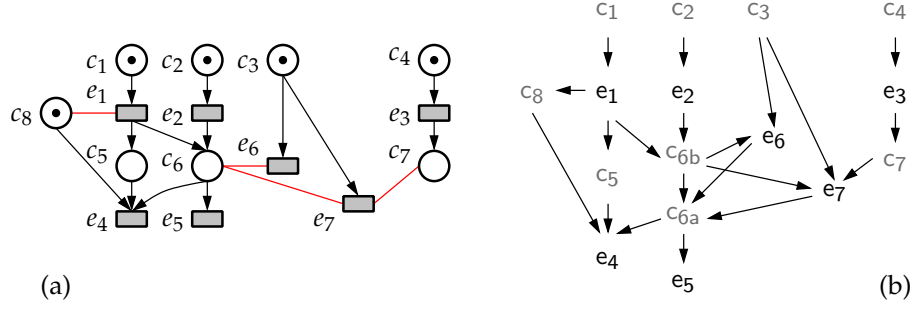 c1 c2 c3 c4
c8 e1 e2 e3
c5 c6 e6 c7
e4 e5 e7
(a)
c1 c2 c3 c4
c8 e1 e2 e3
c6b e6
c5 e7 c7
c6a
e4 e5
(b)